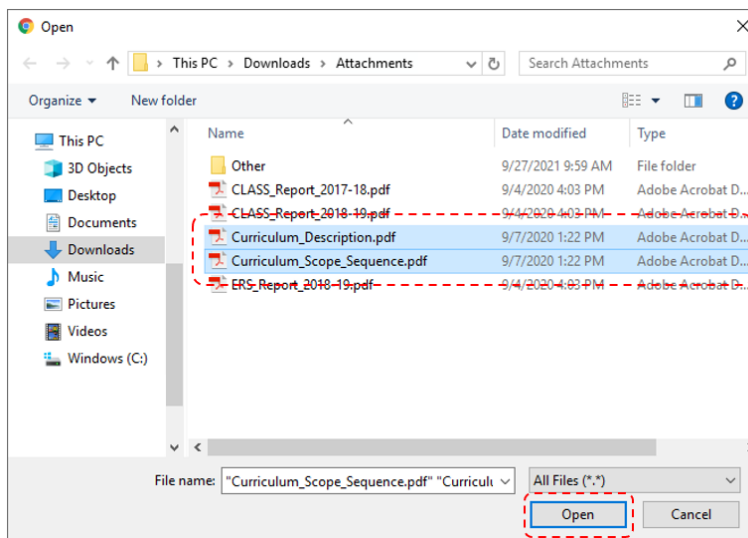 Open
This PC > Downloads > Attachments
Search Attachments
Organize
New folder
Name
Date modified
Type
This PC
3D Objects
Desktop
Documents
Downloads
Music
Pictures
Videos
Windows (C:)
Other 9/27/2021 9:59 AM File folder
CLASS_Report_2017-18.pdf 9/4/2020 4:03 PM Adobe Acrobat D...
CLASS_Report_2018-19.pdf 9/4/2020 4:03 PM Adobe Acrobat D...
Curriculum_Description.pdf 9/7/2020 1:22 PM Adobe Acrobat D...
Curriculum_Scope_Sequence.pdf 9/7/2020 1:22 PM Adobe Acrobat D...
ERS_Report_2018-19.pdf 9/4/2020 4:03 PM Adobe Acrobat D...
File name: "Curriculum_Scope_Sequence.pdf" "Curricul
All Files (*.*)
Open
Cancel